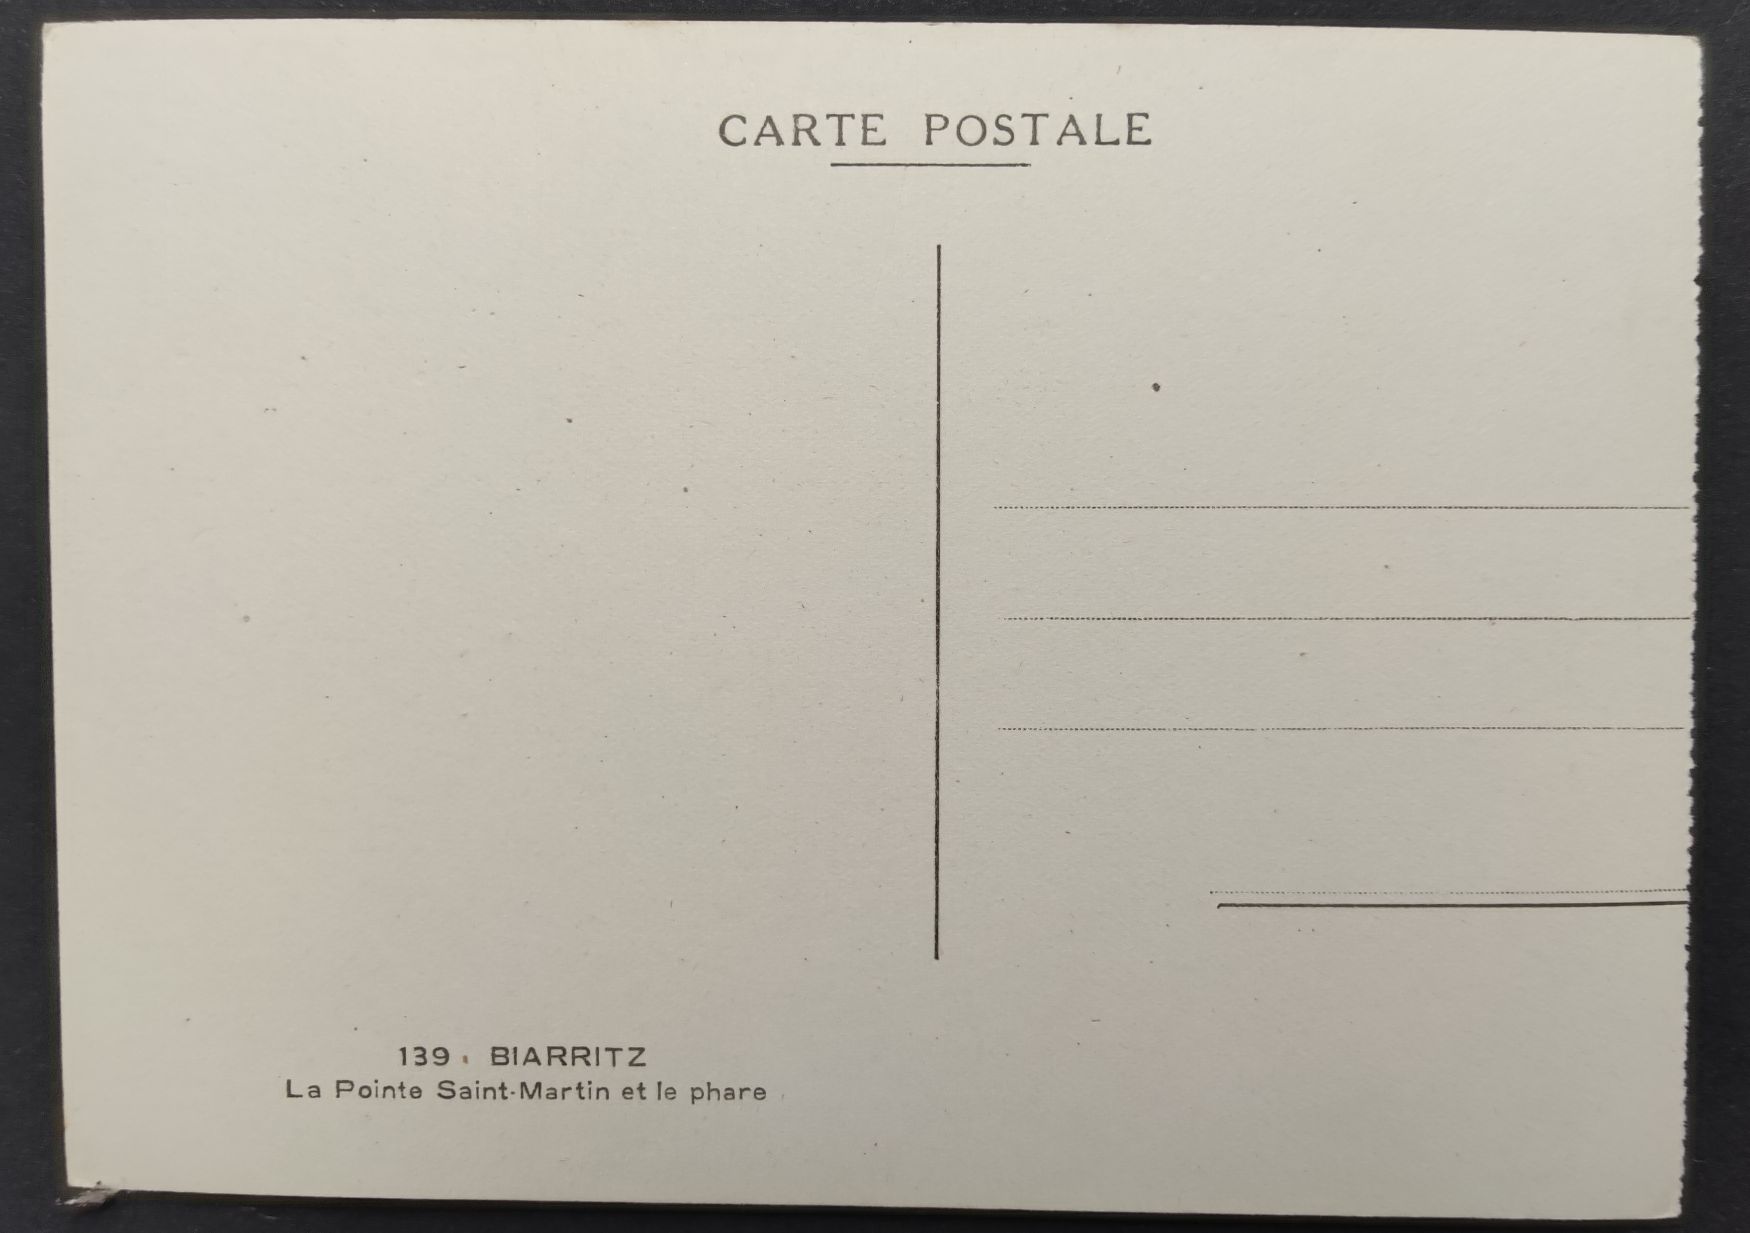 CARTE POSTALE
139 . BIARRITZ
La Pointe Saint-Martin et le phare